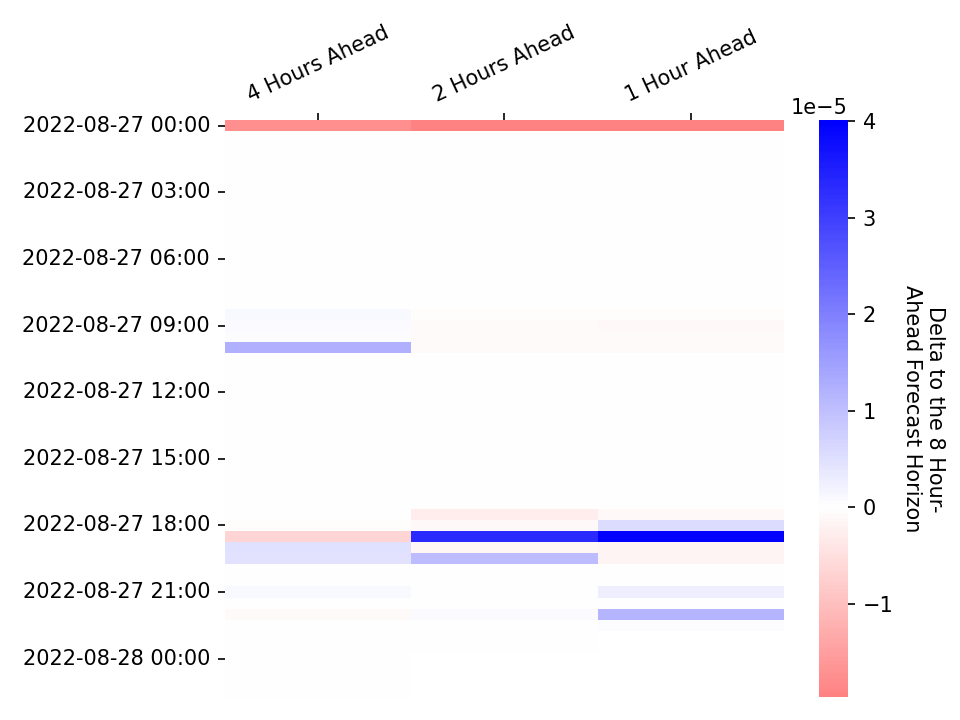 4 Hours Ahead
2 Hours Ahead
1 Hour Ahead
2022-08-27 00:00
2022-08-27 03:00
2022-08-27 06:00
2022-08-27 09:00
2022-08-27 12:00
2022-08-27 15:00
2022-08-27 18:00
2022-08-27 21:00
2022-08-28 00:00
1e−5
4
3
2
1
0
−1
Delta to the 8 Hour-
Ahead Forecast Horizon